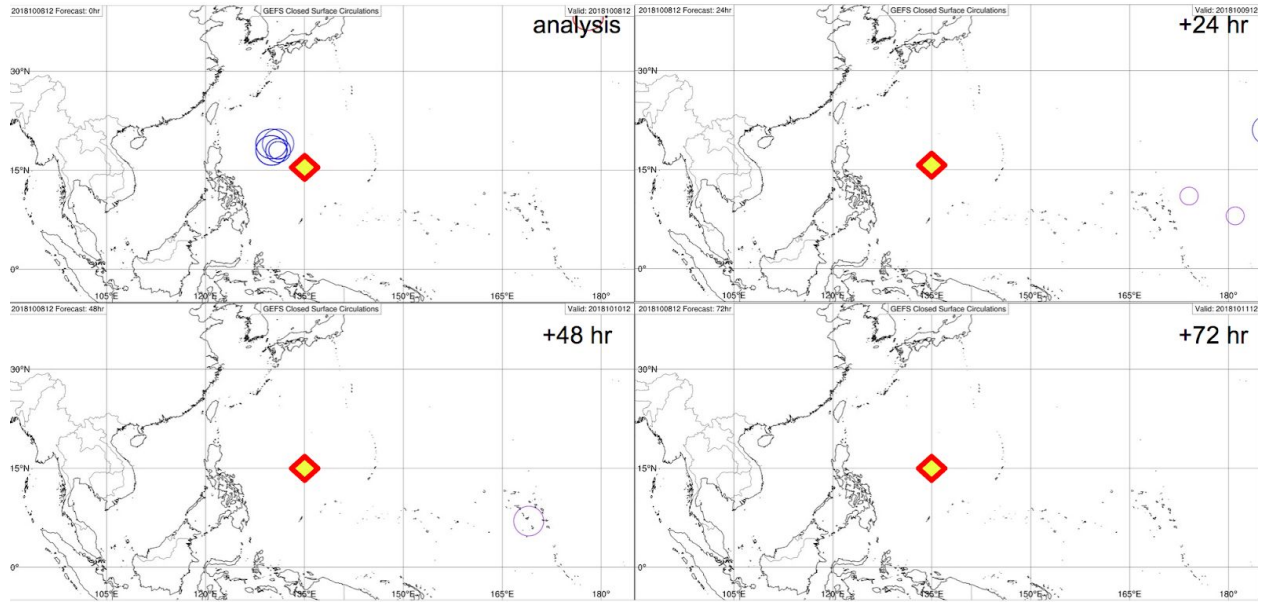 2018100812 Forecast: 0hr
GEFS Closed Surface Circulations
Valid: 2018100812
analysis
30°N
15°N
0°
105°E
120°E
135°E
150°E
165°E
180°
2018100812 Forecast: 24hr
GEFS Closed Surface Circulations
Valid: 2018100912
+24 hr
30°N
15°N
0°
105°E
120°E
135°E
150°E
165°E
180°
2018100812 Forecast: 48hr
GEFS Closed Surface Circulations
Valid: 2018101012
+48 hr
30°N
15°N
0°
105°E
120°E
135°E
150°E
165°E
180°
2018100812 Forecast: 72hr
GEFS Closed Surface Circulations
Valid: 2018101112
+72 hr
30°N
15°N
0°
105°E
120°E
135°E
150°E
165°E
180°